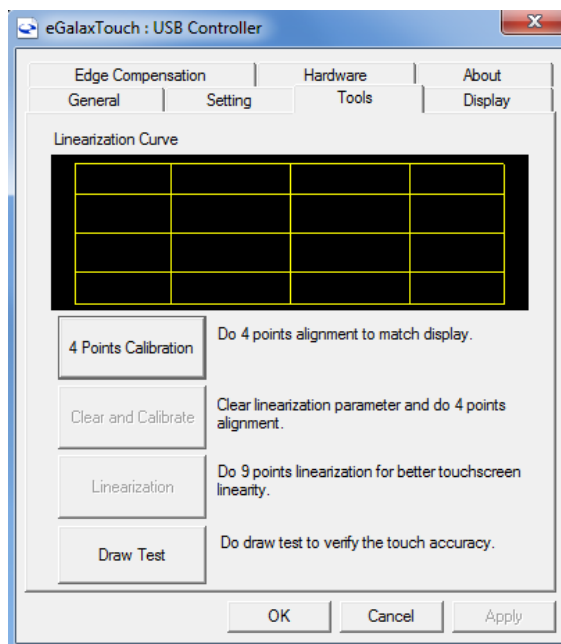 eGalaxTouch : USB Controller
Edge Compensation Hardware About
General Setting Tools Display
Linearization Curve
4 Points Calibration
Do 4 points alignment to match display.
Clear and Calibrate
Clear linearization parameter and do 4 points
alignment.
Linearization
Do 9 points linearization for better touchscreen
linearity.
Draw Test
Do draw test to verify the touch accuracy.
OK Cancel Apply